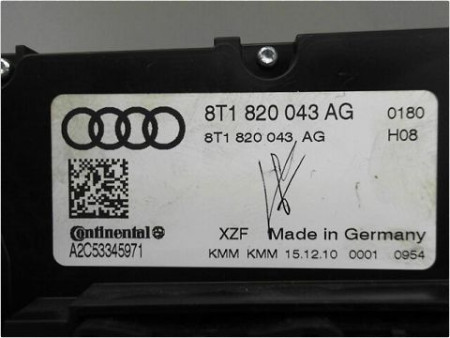 8T1 820 043 AG 0180
8T1 820 043 AG H08
Continental
A2C53345971
XZF Made in Germany
KMM KMM 15.12.10 0001 0954